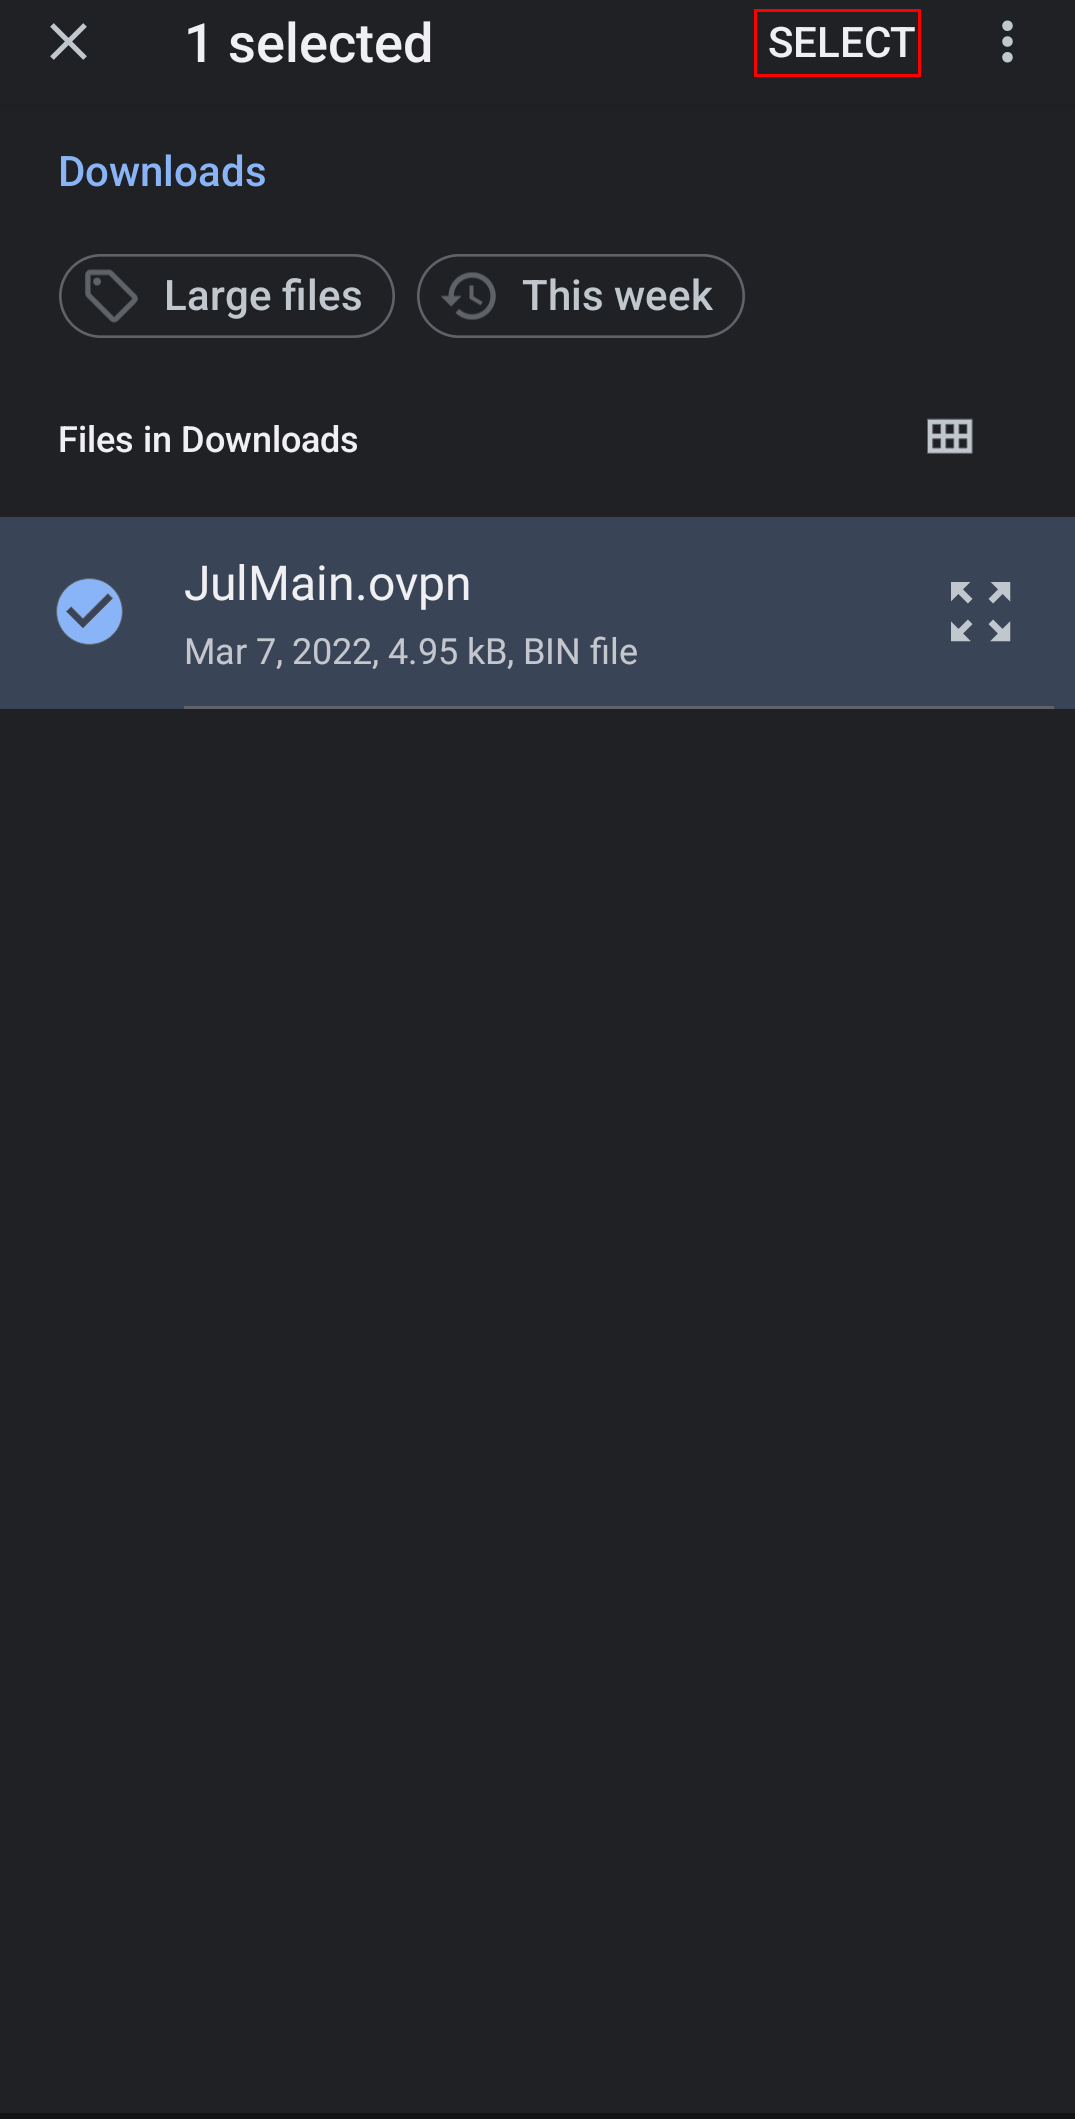 1 selected SELECT
Downloads
Large files This week
Files in Downloads
JulMain.ovpn
Mar 7, 2022, 4.95 kB, BIN file